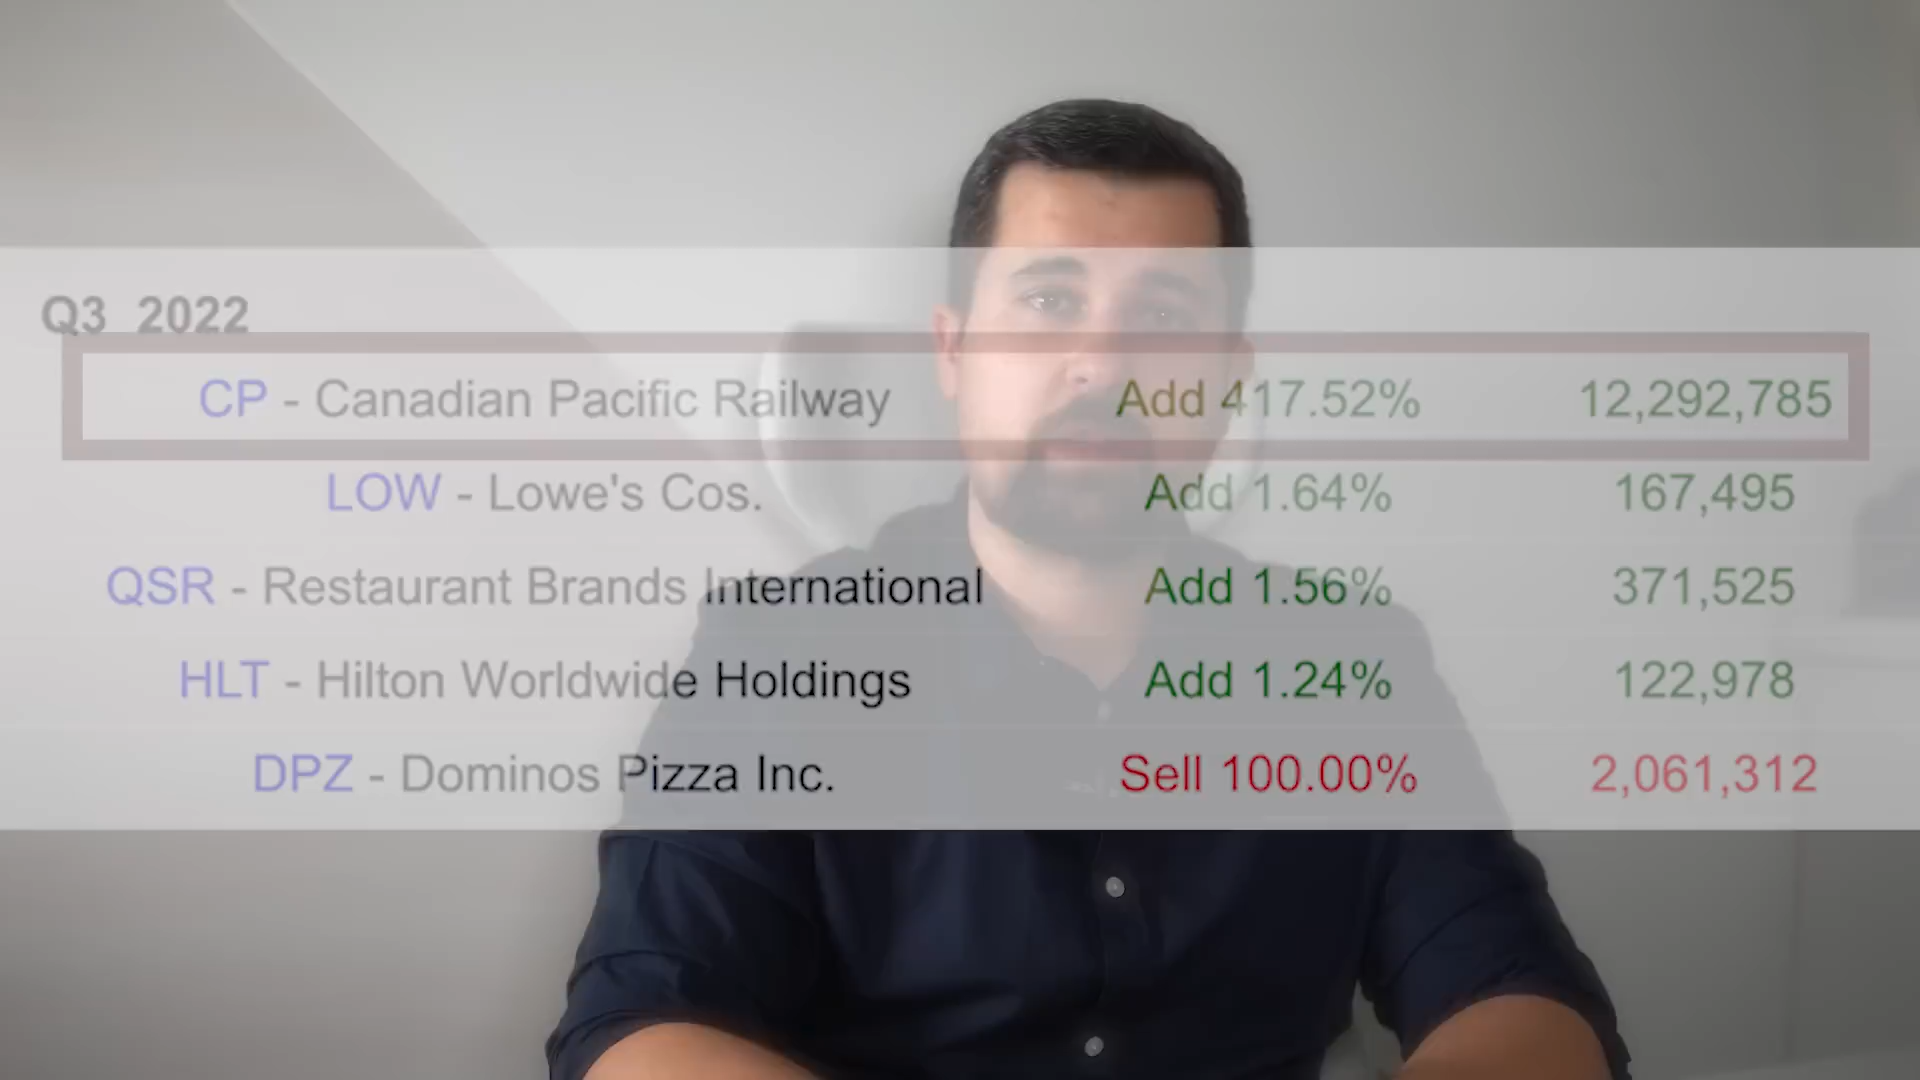 Q3 2022
CP - Canadian Pacific Railway Add 417.52% 12,292,785
LOW - Lowe's Cos. Add 1.64% 167,495
QSR - Restaurant Brands International Add 1.56% 371,525
HLT - Hilton Worldwide Holdings Add 1.24% 122,978
DPZ - Dominos Pizza Inc. Sell 100.00% 2,061,312